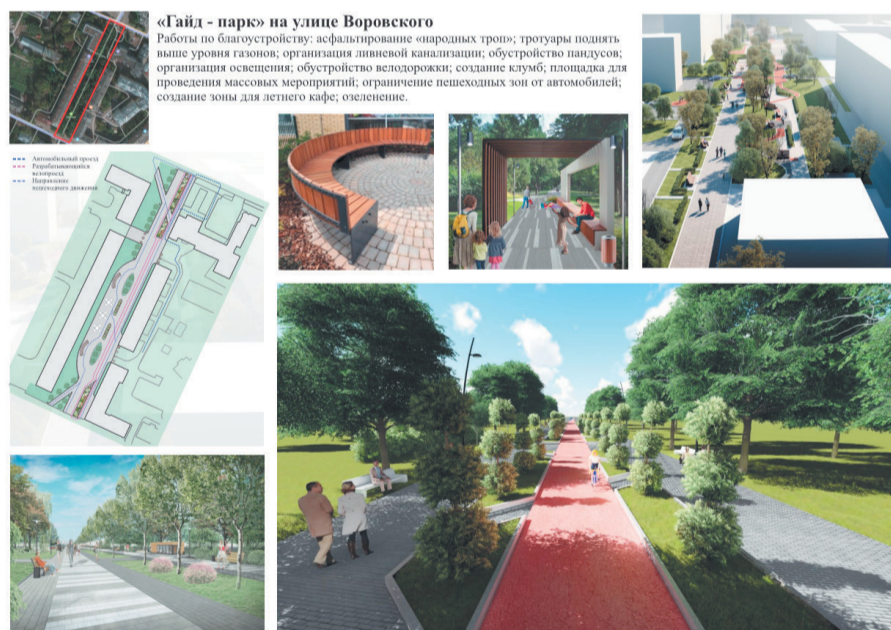 «Гайд - парк» на улице Воровского
Работы по благоустройству: асфальтирование «народных троп»; тротуары поднять
выше уровня газонов; организация ливневой канализации; обустройство пандусов;
организация освещения; обустройство велодорожки; создание клумб; площадка для
проведения массовых мероприятий; ограничение пешеходных зон от автомобилей;
создание зоны для летнего кафе; озеленение.
Автомобильный проезд
Разрабатывающийся
велопроезд
Направление
пешеходного движения